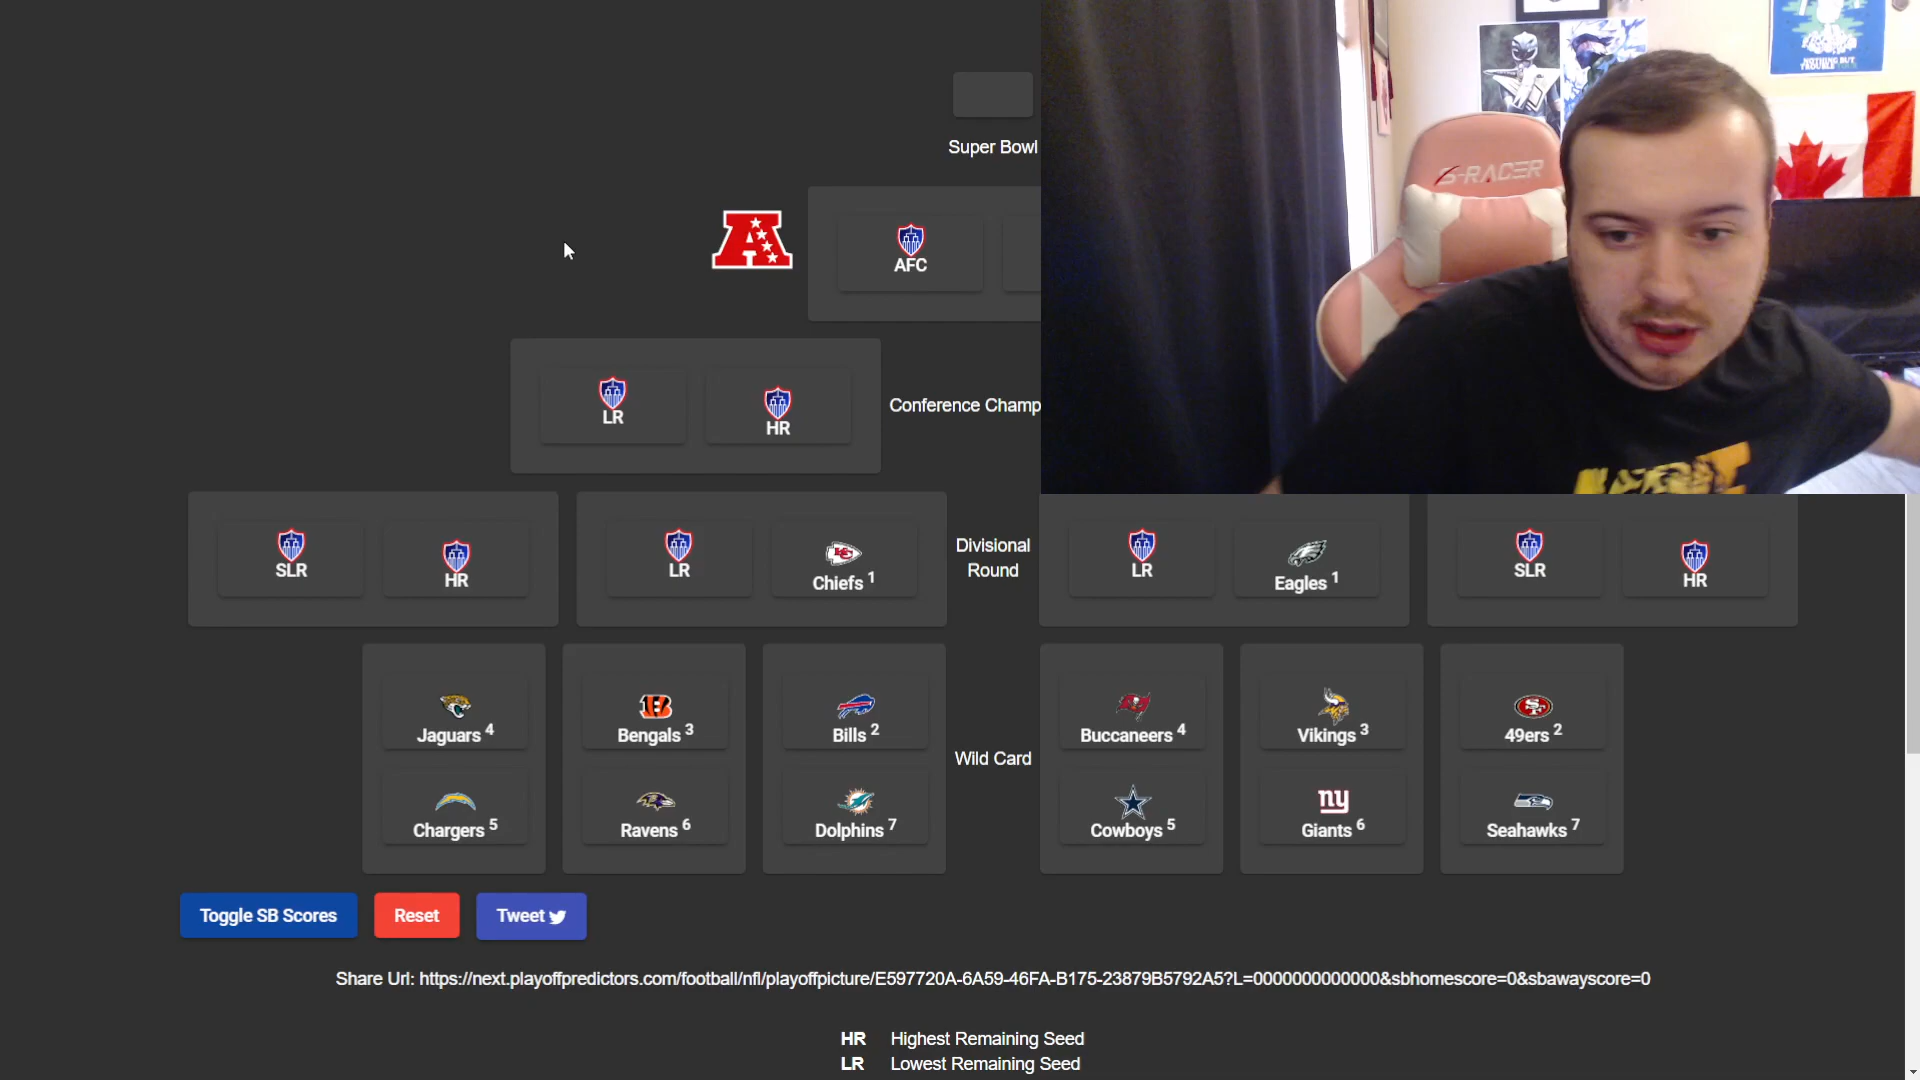 Super Bowl
AFC
LR
HR
Conference Champ
SLR
HR
LR
Chiefs 1
Divisional
Round
LR
Eagles 1
SLR
HR
Jaguars 4
Chargers 5
Bengals 3
Ravens 6
Bills 2
Dolphins 7
Wild Card
Buccaneers 4
Cowboys 5
Vikings 3
ny
Giants 6
49ers 2
Seahawks 7
Toggle SB Scores
Reset
Tweet
Share Url: https://next.playoffpredictors.com/football/nfl/playoffpicture/E597720A-6A59-46FA-B175-23879B5792A5?L=0000000000000&sbhomescore=0&sbawayscore=0
HR Highest Remaining Seed
LR Lowest Remaining Seed
S-RACER
NOTHING BUT
TROUBLE